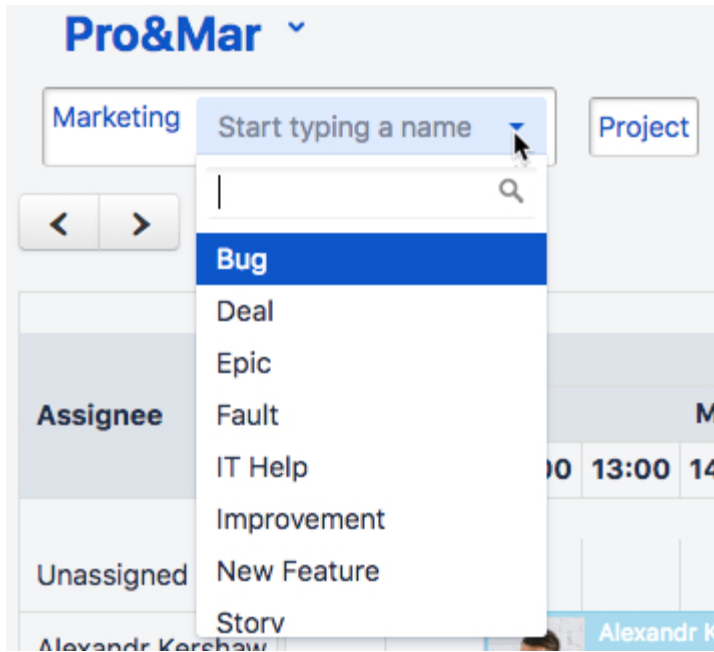 Pro&Mar
Marketing
Start typing a name
Project
Bug
Deal
Epic
Fault
Assignee
IT Help
13:00
Improvement
New Feature
Unassigned
Story
Alexandr Kershaw
Alexandr